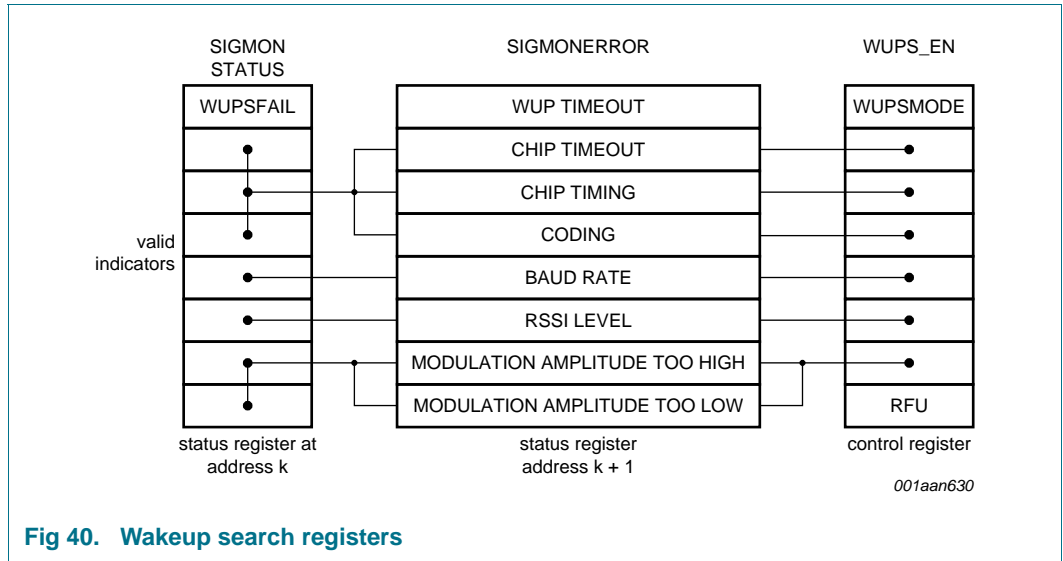 SIGMON
STATUS
SIGMONERROR
WUPS_EN
WUPSFAIL
WUP TIMEOUT
WUPSMODE
CHIP TIMEOUT
CHIP TIMING
CODING
valid
indicators
BAUD RATE
RSSI LEVEL
MODULATION AMPLITUDE TOO HIGH
MODULATION AMPLITUDE TOO LOW
RFU
status register at
address k
status register
address k + 1
control register
001aan630
Fig 40. Wakeup search registers